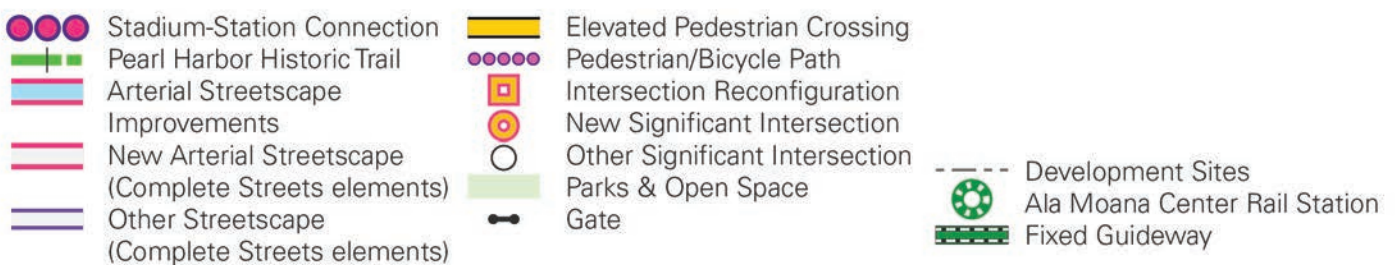 Stadium-Station Connection
Pearl Harbor Historic Trail
Arterial Streetscape
Improvements
New Arterial Streetscape
(Complete Streets elements)
Other Streetscape
(Complete Streets elements)
Elevated Pedestrian Crossing
Pedestrian/Bicycle Path
Intersection Reconfiguration
New Significant Intersection
Other Significant Intersection
Parks & Open Space
Gate
Development Sites
Ala Moana Center Rail Station
Fixed Guideway